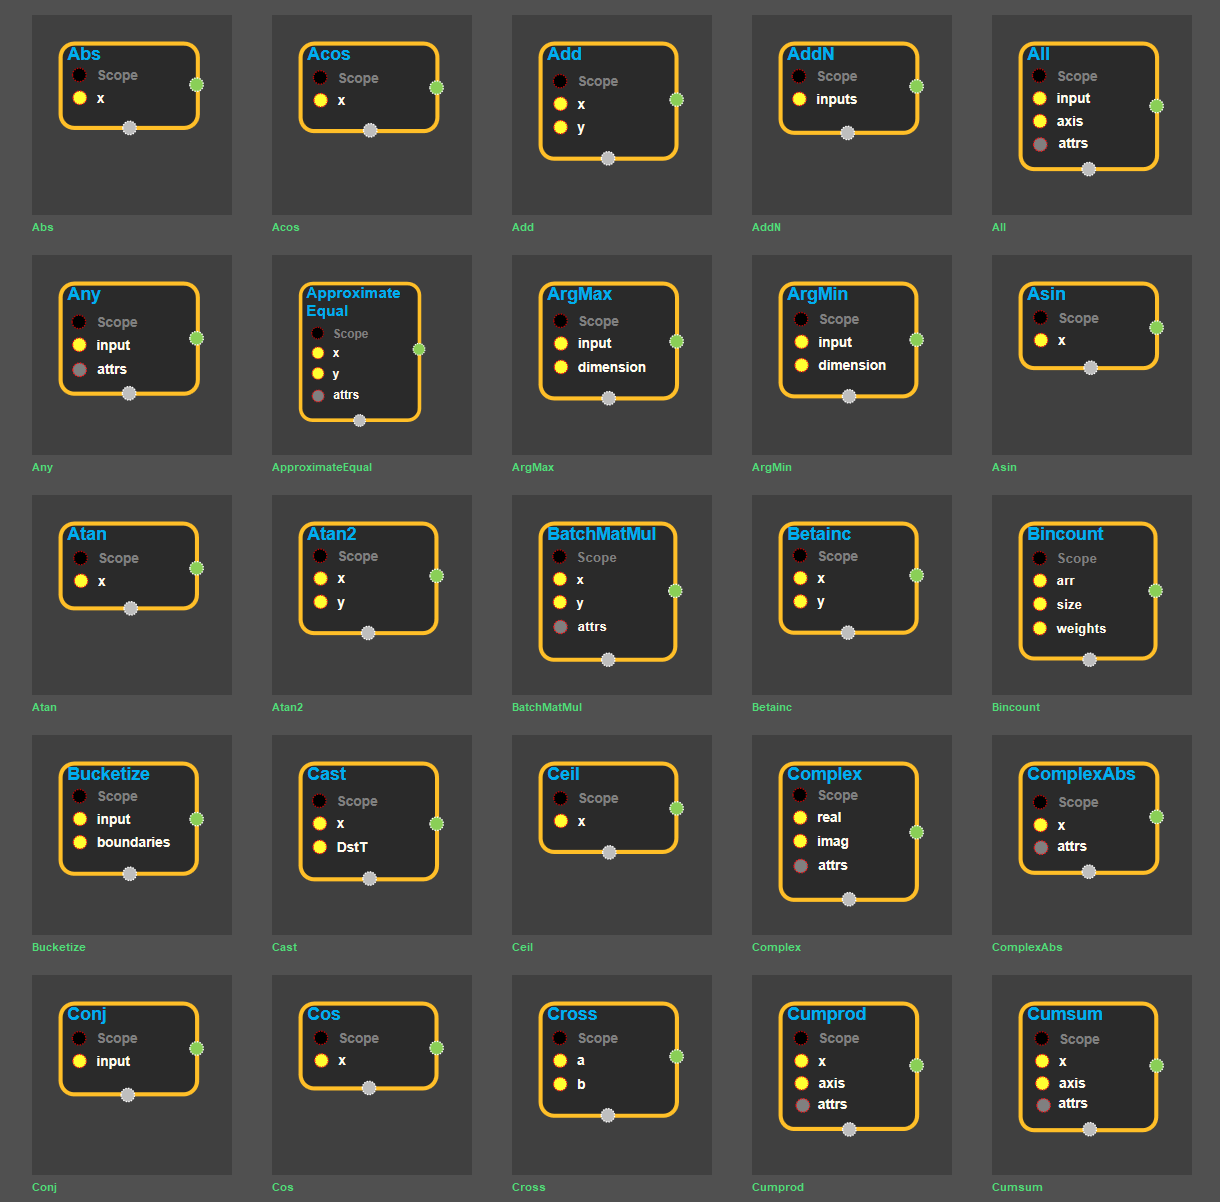 Abs
Scope
x
Abs
Acos
Scope
x
Acos
Add
Scope
x
y
Add
AddN
Scope
inputs
AddN
All
Scope
input
axis
attrs
All
Any
Scope
input
attrs
Any
Approximate
Equal
Scope
x
y
attrs
ApproximateEqual
ArgMax
Scope
input
dimension
ArgMax
ArgMin
Scope
input
dimension
ArgMin
Asin
Scope
x
Asin
Atan
Scope
x
Atan
Atan2
Scope
x
y
Atan2
BatchMatMul
Scope
x
y
attrs
BatchMatMul
Betainc
Scope
x
y
Betainc
Bincount
Scope
arr
size
weights
Bincount
Bucketize
Scope
input
boundaries
Bucketize
Cast
Scope
x
DstT
Cast
Ceil
Scope
x
Ceil
Complex
Scope
real
imag
attrs
Complex
ComplexAbs
Scope
x
attrs
ComplexAbs
Conj
Scope
input
Conj
Cos
Scope
x
Cos
Cross
Scope
a
b
Cross
Cumprod
Scope
x
axis
attrs
Cumprod
Cumsum
Scope
x
axis
attrs
Cumsum